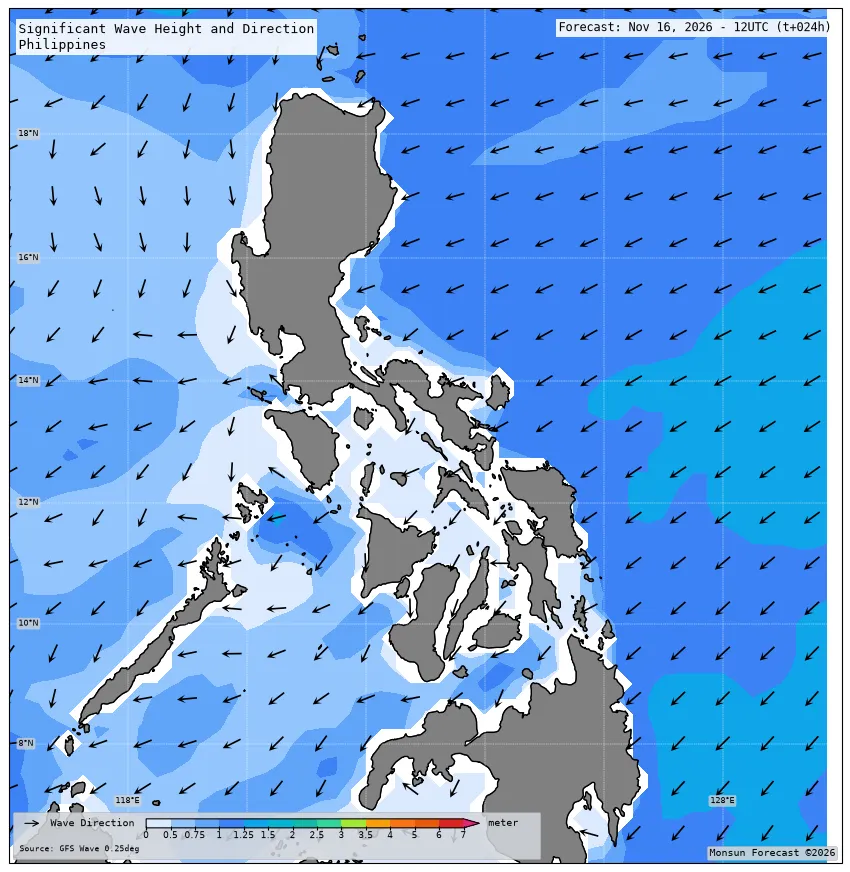 Significant Wave Height and Direction
Philippines
Forecast: Nov 16, 2026 - 12UTC (t+024h)
18°N
16°N
14°N
12°N
10°N
8°N
118°E
128°E
Wave Direction
0 0.5 0.75 1 1.25 1.5 2 2.5 3 3.5 4 5 6 7
meter
Source: GFS Wave 0.25deg
Monsun Forecast ©2026